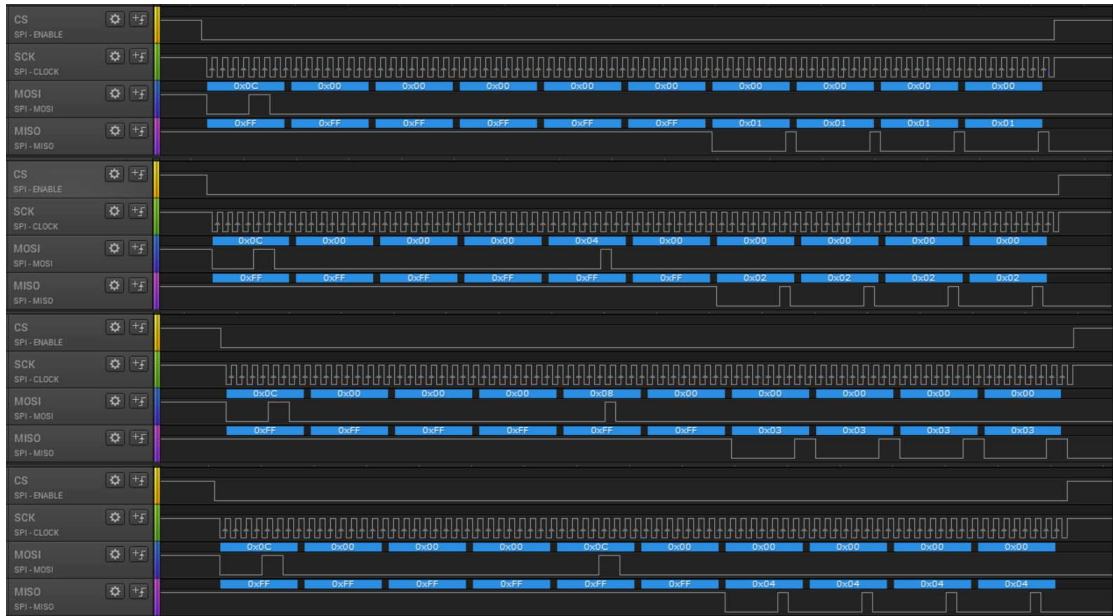 CS
SPI - ENABLE
SCK
SPI - CLOCK
0x0C 0x00 0x00 0x00 0x00 0x00 0x00 0x00 0x00 0x00
MOSI
SPI - MOSI
0xFF 0xFF 0xFF 0xFF 0xFF 0xFF 0x01 0x01 0x01 0x01
MISO
SPI - MISO
CS
SPI - ENABLE
SCK
SPI - CLOCK
0x0C 0x00 0x00 0x00 0x04 0x00 0x00 0x00 0x00 0x00
MOSI
SPI - MOSI
0xFF 0xFF 0xFF 0xFF 0xFF 0xFF 0x02 0x02 0x02 0x02
MISO
SPI - MISO
CS
SPI - ENABLE
SCK
SPI - CLOCK
0x0C 0x00 0x00 0x00 0x08 0x00 0x00 0x00 0x00 0x00
MOSI
SPI - MOSI
0xFF 0xFF 0xFF 0xFF 0xFF 0xFF 0x03 0x03 0x03 0x03
MISO
SPI - MISO
CS
SPI - ENABLE
SCK
SPI - CLOCK
0x0C 0x00 0x00 0x00 0x0C 0x00 0x00 0x00 0x00 0x00
MOSI
SPI - MOSI
0xFF 0xFF 0xFF 0xFF 0xFF 0xFF 0x04 0x04 0x04 0x04
MISO
SPI - MISO